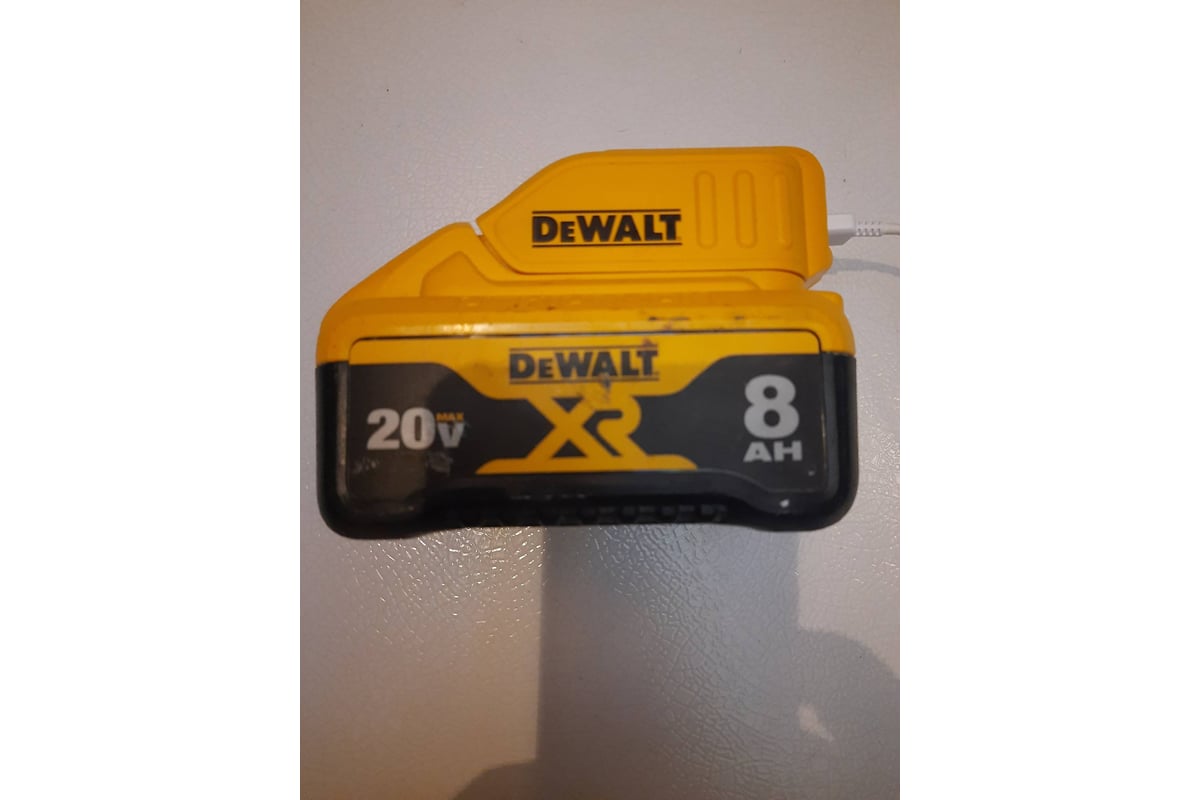 DEWALT
DEWALT
20V MAX
XR
8
AH